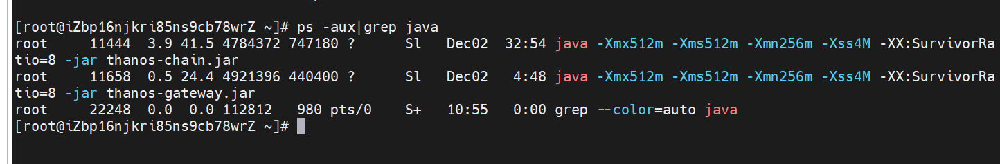 [root@iZbp16njkri85ns9cb78wrZ ~]# ps -aux|grep java
root     11444  3.9 41.5 4784372 747180 ?      Sl   Dec02  32:54 java -Xmx512m -Xms512m -Xmn256m -Xss4M -XX:SurvivorRa
tio=8 -jar thanos-chain.jar
root     11658  0.5 24.4 4921396 440400 ?      Sl   Dec02   4:48 java -Xmx512m -Xms512m -Xmn256m -Xss4M -XX:SurvivorRa
tio=8 -jar thanos-gateway.jar
root     22248  0.0  0.0 112812   980 pts/0    S+   10:55   0:00 grep --color=auto java
[root@iZbp16njkri85ns9cb78wrZ ~]#